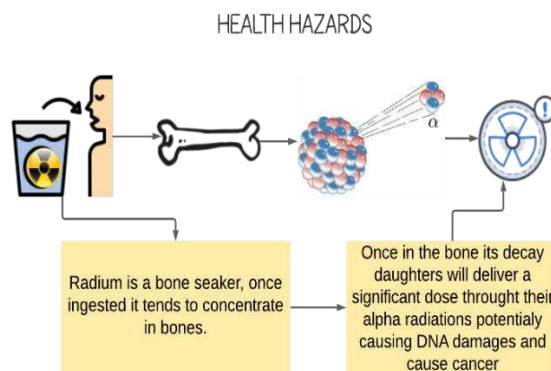 HEALTH HAZARDS
α
!
Radium is a bone seeker, once
ingested it tends to concentrate
in bones.
Once in the bone its decay
daughters will deliver a
significant dose throught their
alpha radiations potentialy
causing DNA damages and
cause cancer